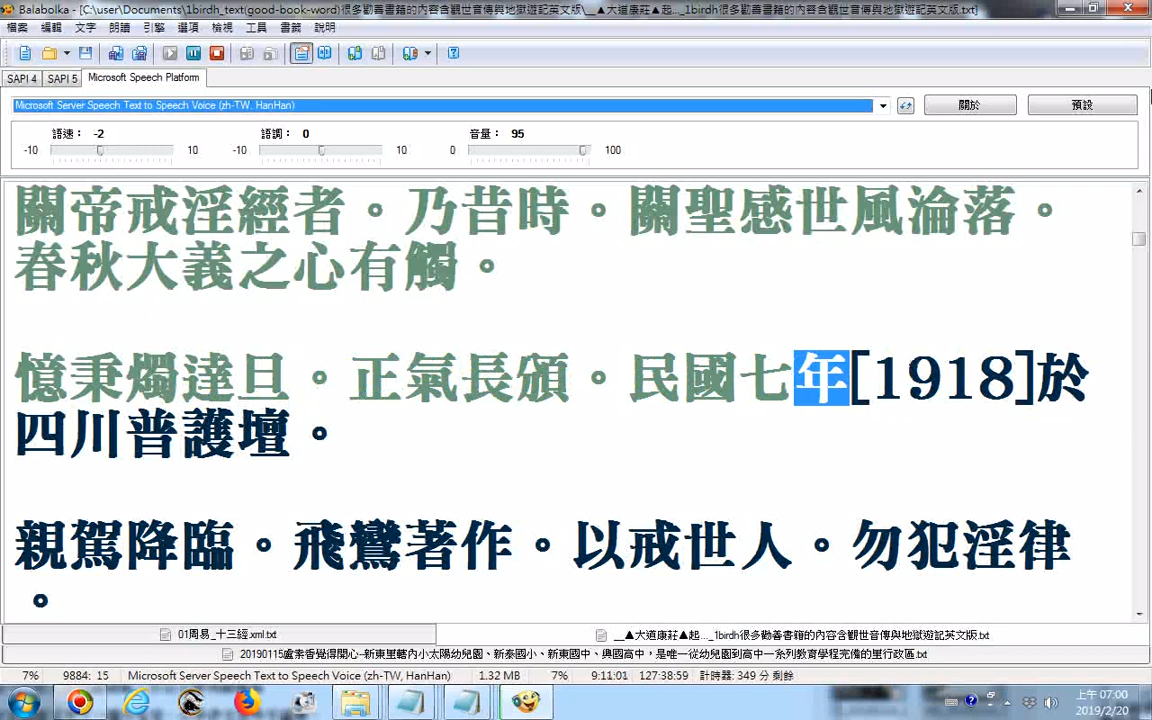 Balabolka - [C:\user\Documents\1birdh_text(good-book-word)很多勸善書籍的內容含觀世音傳與地獄遊記英文版\__▲大道康莊▲起..._1birdh很多勸善書籍的內容含觀世音傳與地獄遊記英文版.txt]
檔案 編輯 文字 朗讀 引擎 選項 檢視 工具 書籤 說明
SAPI 4 SAPI 5 Microsoft Speech Platform
Microsoft Server Speech Text to Speech Voice (zh-TW, HanHan) 關於 預設
語速: -2 語調: 0 音量: 95
-10 10 -10 10 0 100
關帝戒淫經者。乃昔時。關聖感世風淪落。
春秋大義之心有觸。
憶秉燭達旦。正氣長頒。民國七年[1918]於
四川普護壇。
親駕降臨。飛鸞著作。以戒世人。勿犯淫律
。
01周易_十三經.xml.txt __▲大道康莊▲起..._1birdh很多勸善書籍的內容含觀世音傳與地獄遊記英文版.txt
20190115盧素香覺得開心-新東里轄內小太陽幼兒園、新泰國小、新東國中、興國高中，是唯一從幼兒園到高中一系列教育學程完備的里行政區.txt
7% 9884: 15 Microsoft Server Speech Text to Speech Voice (zh-TW, HanHan) 1.32 MB 7% 9:11:01 127:38:59 計時器: 349 分 剩餘
上午 07:00
2019/2/20